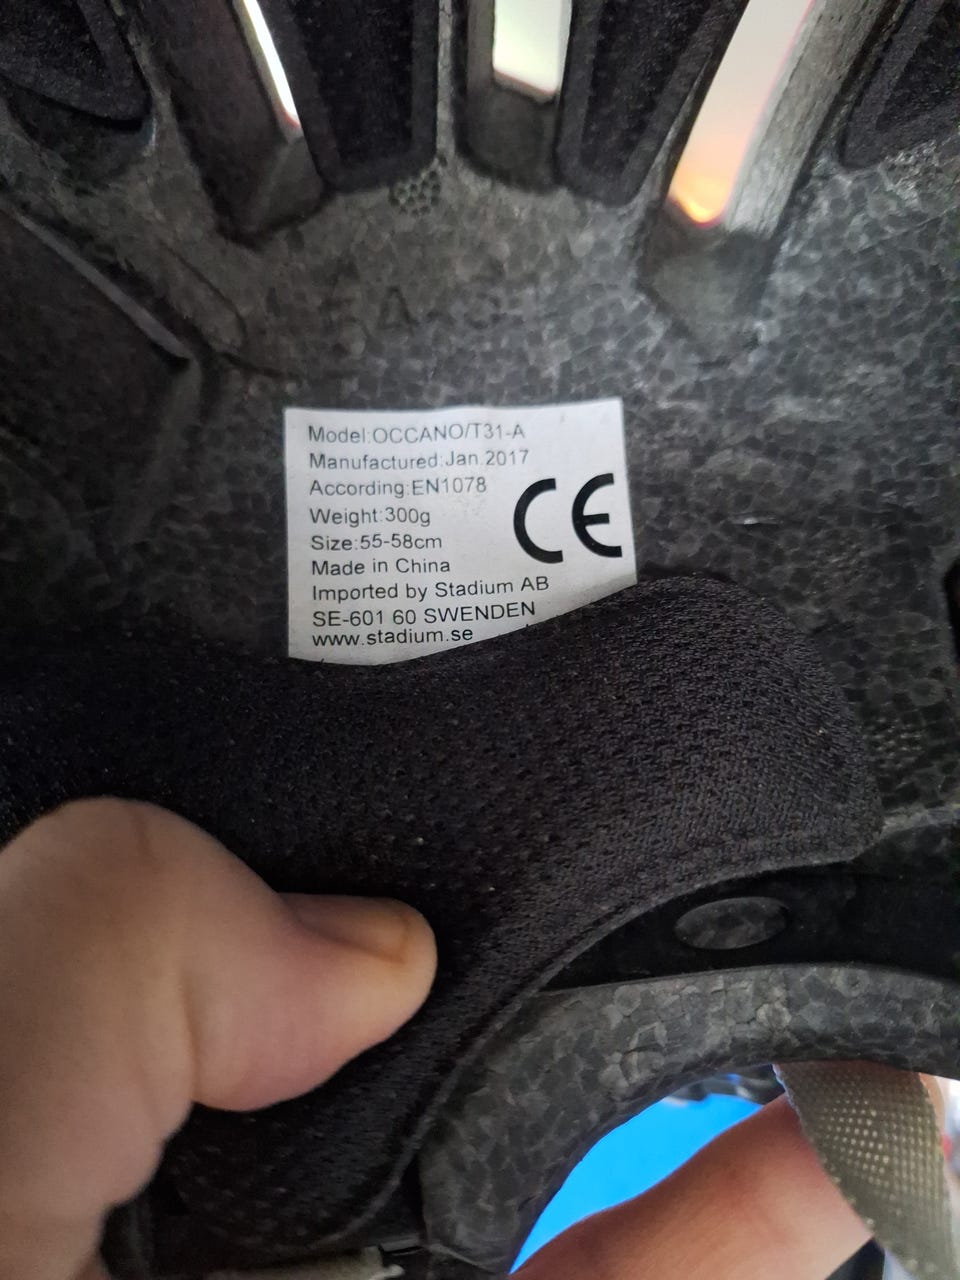 Model:OCCANO/T31-A
Manufactured:Jan.2017
According:EN1078
Weight:300g
Size:55-58cm
Made in China
Imported by Stadium AB
SE-601 60 SWENDEN
www.stadium.se
CE